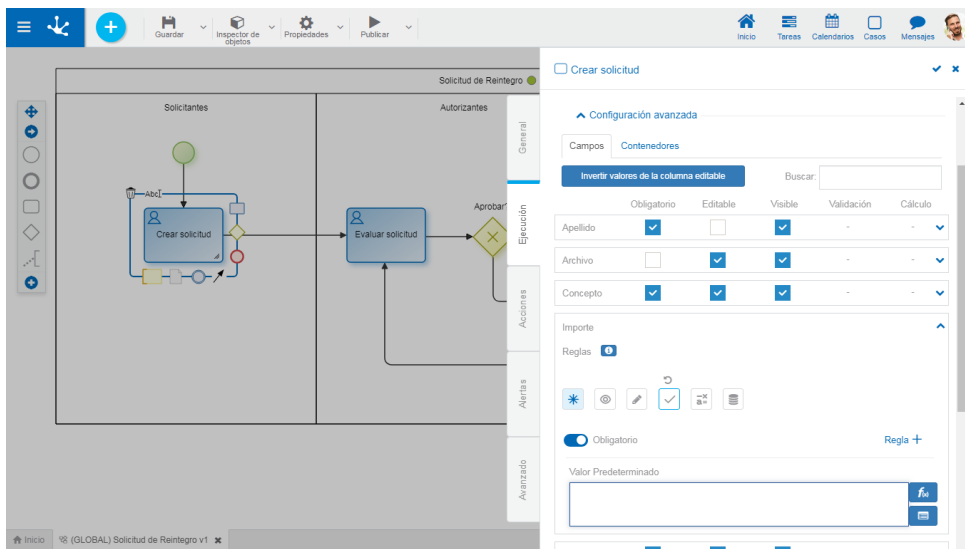 Guardar
Inspector de
objetos
Propiedades
Publicar
Inicio
Tareas
Calendarios
Casos
Mensajes
Solicitud de Reintegro
Solicitantes
Autorizantes
Abc
Crear solicitud
Evaluar solicitud
Aprobar?
General
Ejecución
Acciones
Alertas
Avanzado
Crear solicitud
Configuración avanzada
Campos
Contenedores
Invertir valores de la columna editable
Buscar:
Obligatorio Editable Visible Validación Cálculo
Apellido - -
Archivo - -
Concepto - -
Importe
Reglas
Obligatorio
Regla +
Valor Predeterminado
f(x)
Inicio
(GLOBAL) Solicitud de Reintegro v1